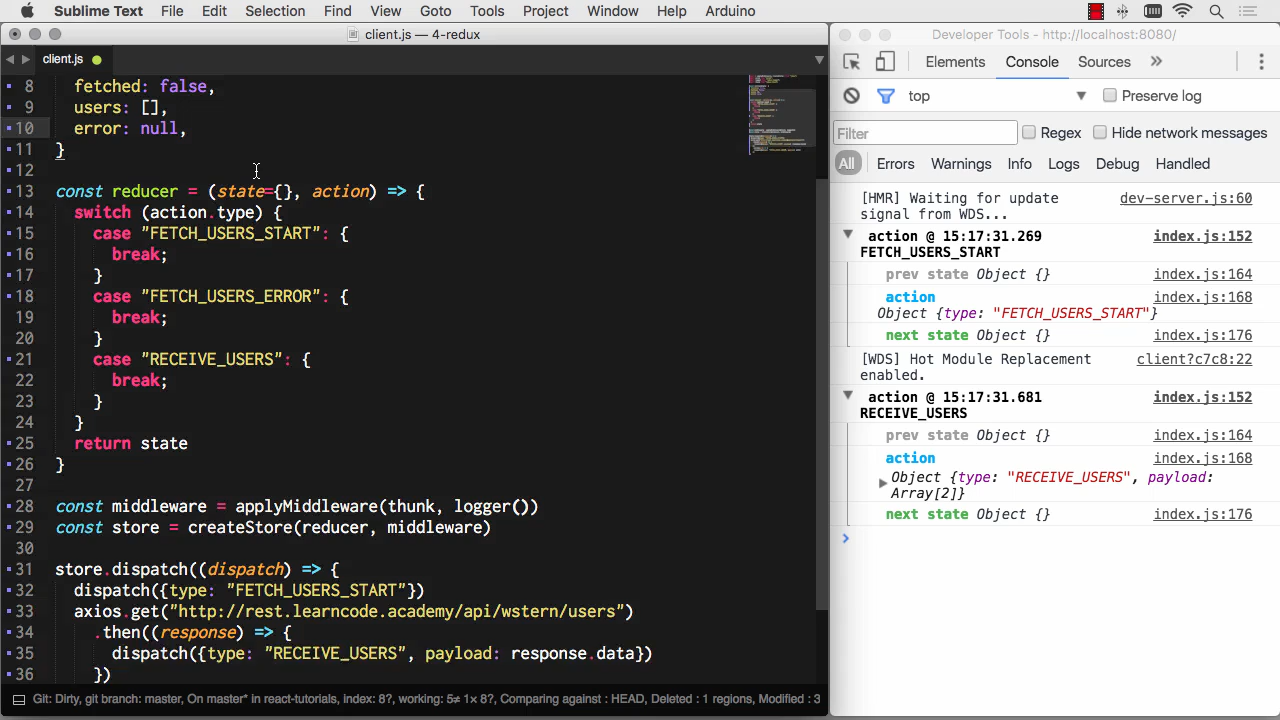 Sublime Text File Edit Selection Find View Goto Tools Project Window Help Arduino
client.js — 4-redux
client.js
8 fetched: false,
9 users: [],
10 error: null,
11 }
12
13 const reducer = (state={}, action) => {
14 switch (action.type) {
15 case "FETCH_USERS_START": {
16 break;
17 }
18 case "FETCH_USERS_ERROR": {
19 break;
20 }
21 case "RECEIVE_USERS": {
22 break;
23 }
24 }
25 return state
26 }
27
28 const middleware = applyMiddleware(thunk, logger())
29 const store = createStore(reducer, middleware)
30
31 store.dispatch((dispatch) => {
32 dispatch({type: "FETCH_USERS_START"})
33 axios.get("http://rest.learncode.academy/api/wstern/users")
34 .then((response) => {
35 dispatch({type: "RECEIVE_USERS", payload: response.data})
36 })
Git: Dirty, git branch: master, On master* in react-tutorials, index: 8?, working: 5≠ 1× 8?, Comparing against : HEAD, Deleted : 1 regions, Modified : 3
Developer Tools - http://localhost:8080/
Elements Console Sources »
top Preserve log
Filter Regex Hide network messages
All Errors Warnings Info Logs Debug Handled
[HMR] Waiting for update dev-server.js:60
signal from WDS...
action @ 15:17:31.269 index.js:152
FETCH_USERS_START
prev state Object {} index.js:164
action index.js:168
Object {type: "FETCH_USERS_START"}
next state Object {} index.js:176
[WDS] Hot Module Replacement client?c7c8:22
enabled.
action @ 15:17:31.681 index.js:152
RECEIVE_USERS
prev state Object {} index.js:164
action index.js:168
Object {type: "RECEIVE_USERS", payload:
Array[2]}
next state Object {} index.js:176